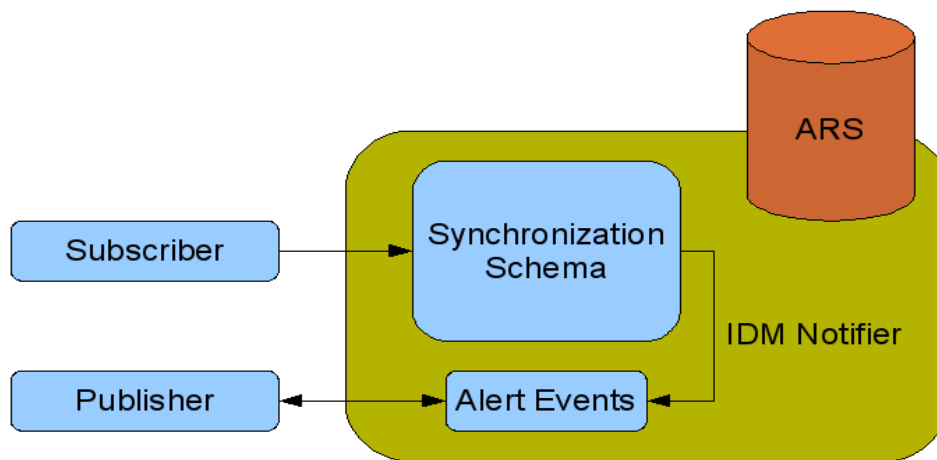 ARS
Subscriber
Synchronization
Schema
IDM Notifier
Publisher
Alert Events